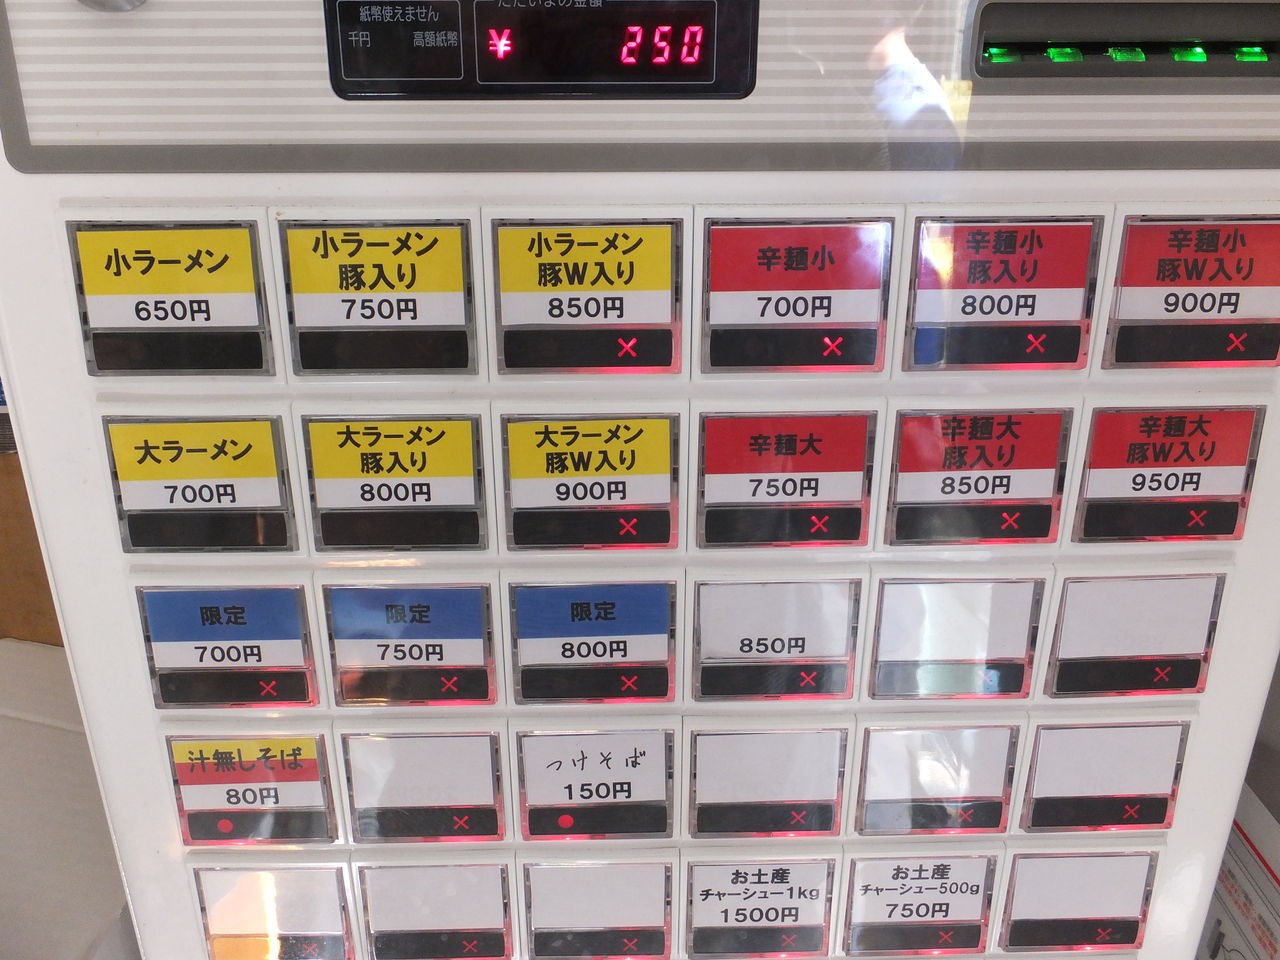 紙幣使えません
千円 高額紙幣
ただいまの金額
¥ 250
小ラーメン
650円
小ラーメン
豚入り
750円
小ラーメン
豚W入り
850円
×
辛麺小
700円
×
辛麺小
豚入り
800円
×
辛麺小
豚W入り
900円
×
大ラーメン
700円
大ラーメン
豚入り
800円
大ラーメン
豚W入り
900円
×
辛麺大
750円
×
辛麺大
豚入り
850円
×
辛麺大
豚W入り
950円
×
限定
700円
×
限定
750円
×
限定
800円
×
850円
×
×
×
汁無しそば
80円
×
つけそば
150円
×
×
×
×
×
×
お土産
チャーシュー1kg
1500円
×
お土産
チャーシュー500g
750円
×
×